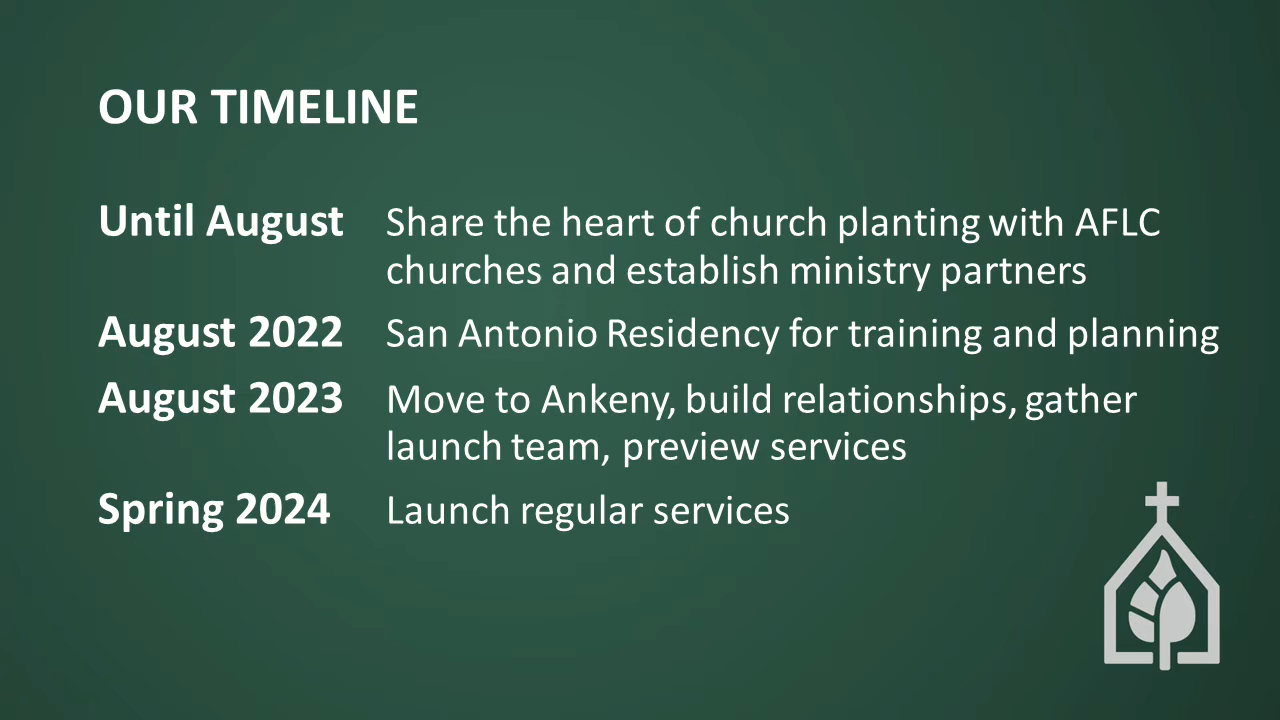 OUR TIMELINE
Until August Share the heart of church planting with AFLC
churches and establish ministry partners
August 2022 San Antonio Residency for training and planning
August 2023 Move to Ankeny, build relationships, gather
launch team, preview services
Spring 2024 Launch regular services